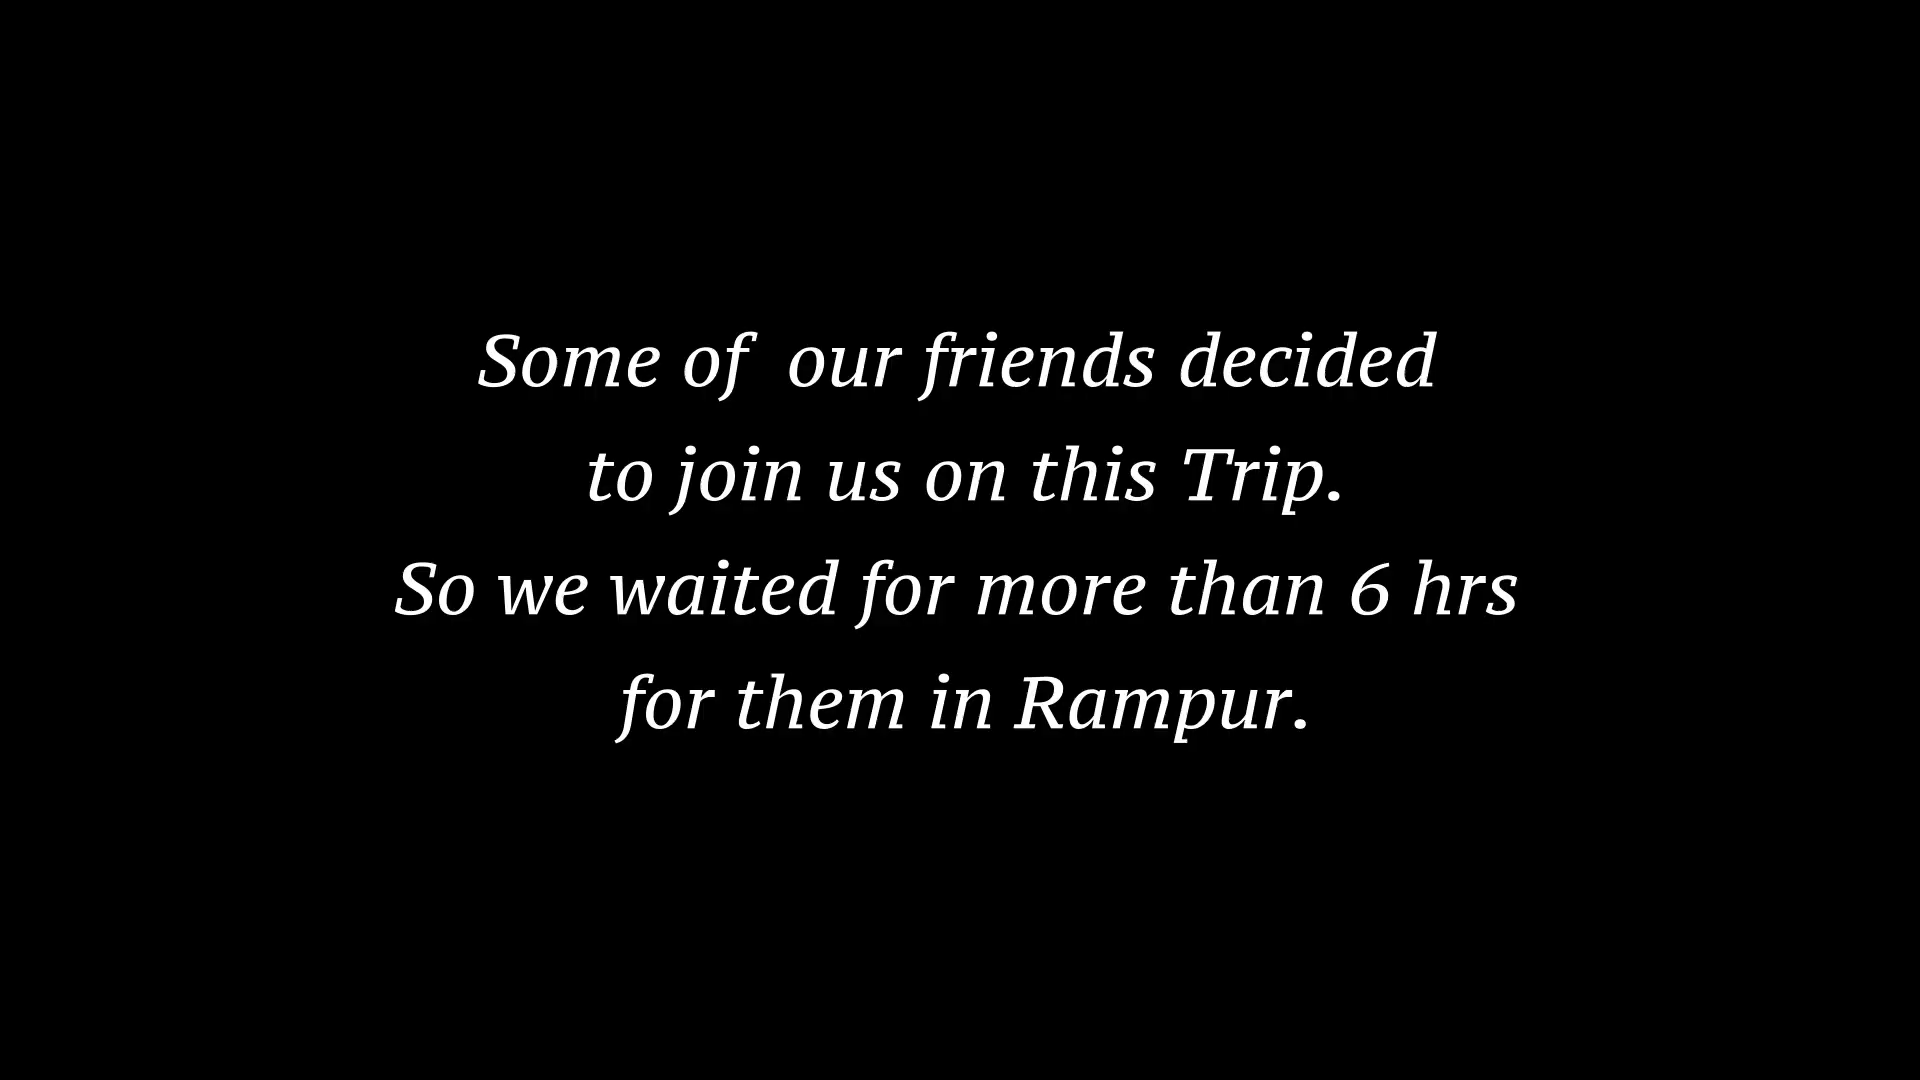 Some of  our friends decided
to join us on this Trip.
So we waited for more than 6 hrs
for them in Rampur.